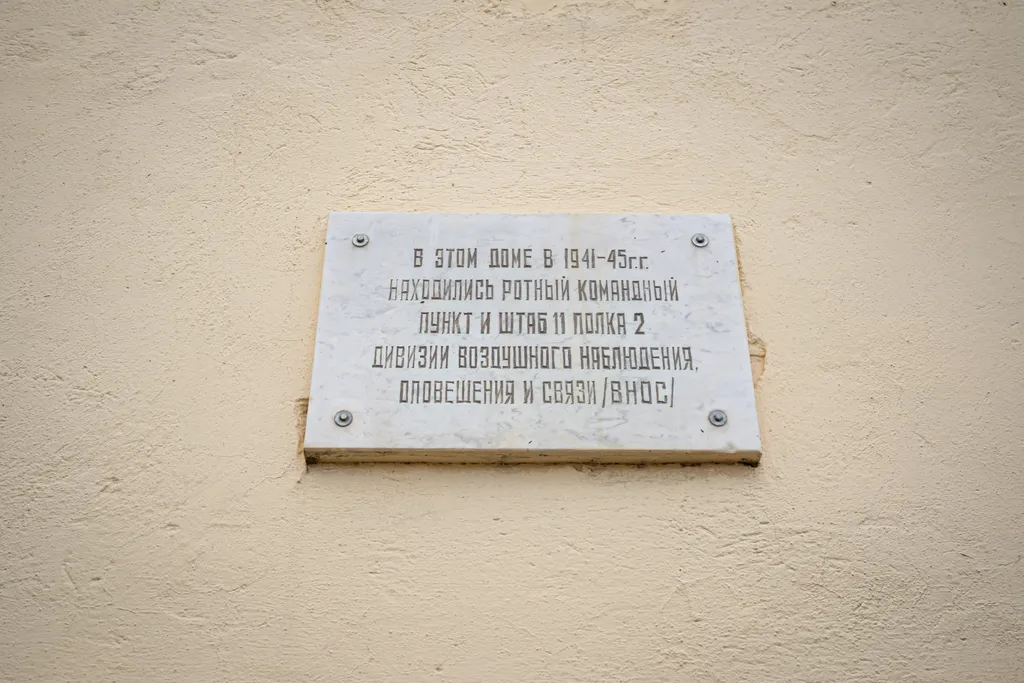 В ЭТОМ ДОМЕ В 1941-45г.г.
НАХОДИЛИСЬ РОТНЫЙ КОМАНДНЫЙ
ПУНКТ И ШТАБ 11 ПОЛКА 2
ДИВИЗИИ ВОЗДУШНОГО НАБЛЮДЕНИЯ,
ОПОВЕЩЕНИЯ И СВЯЗИ /ВНОС/